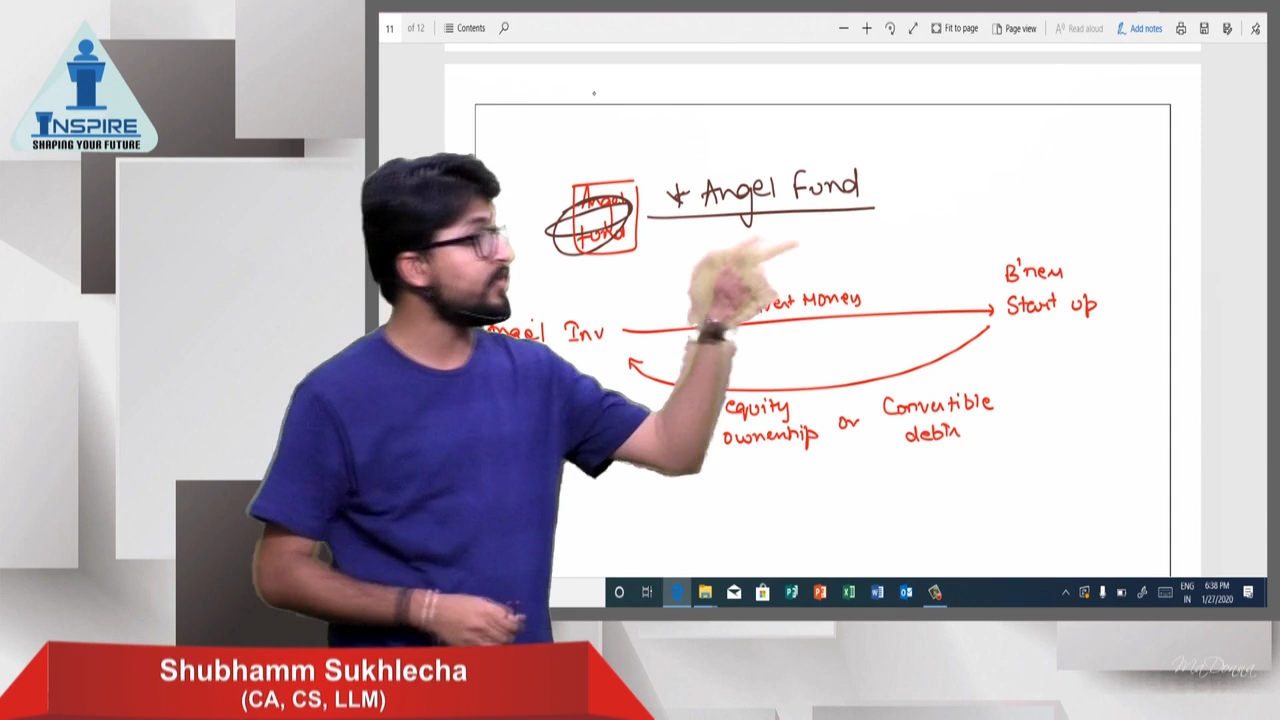 INSPIRE
SHAPING YOUR FUTURE
11 of 12 Contents Fit to page Page view Read aloud Add notes
Angel
Fund
* Angel Fund
Inv
Money
B'ness
Start up
equity
ownership
or
Convertible
debt
ENG
IN
6:38 PM
1/27/2020
Shubhamm Sukhlecha
(CA, CS, LLM)
MaDonna